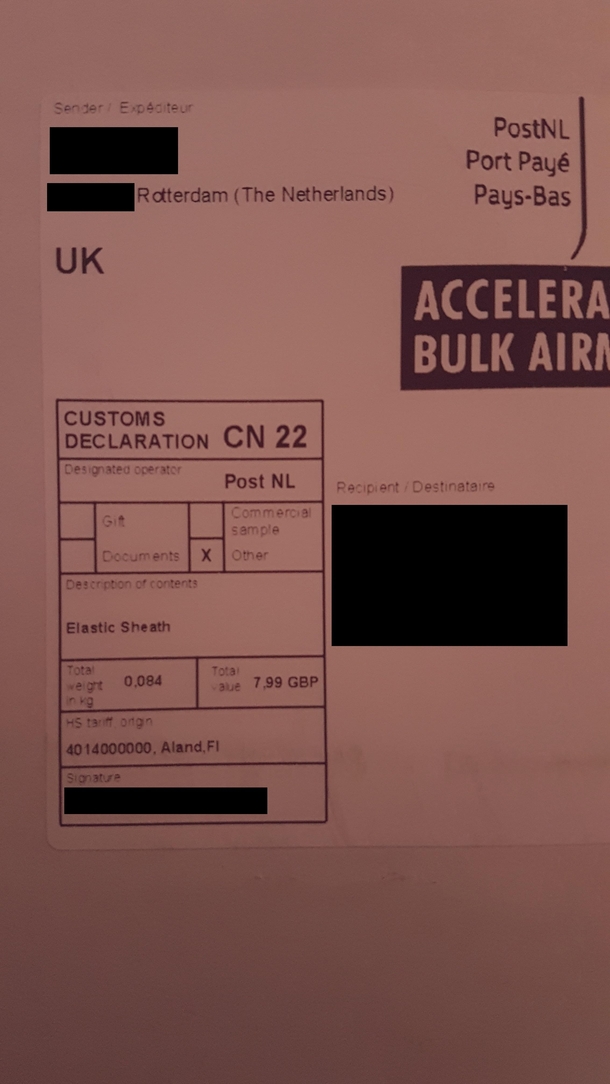 Sender / Expéditeur
Rotterdam (The Netherlands)
PostNL
Port Payé
Pays-Bas
UK
ACCELERA
BULK AIRM
CUSTOMS
DECLARATION CN 22
Designated operator
Post NL
Gift
Commercial
sample
Documents
X
Other
Description of contents
Elastic Sheath
Total
weight
in kg
0,084
Total
value
7,99 GBP
HS tariff, origin
4014000000, Aland,FI
Signature
Recipient / Destinataire